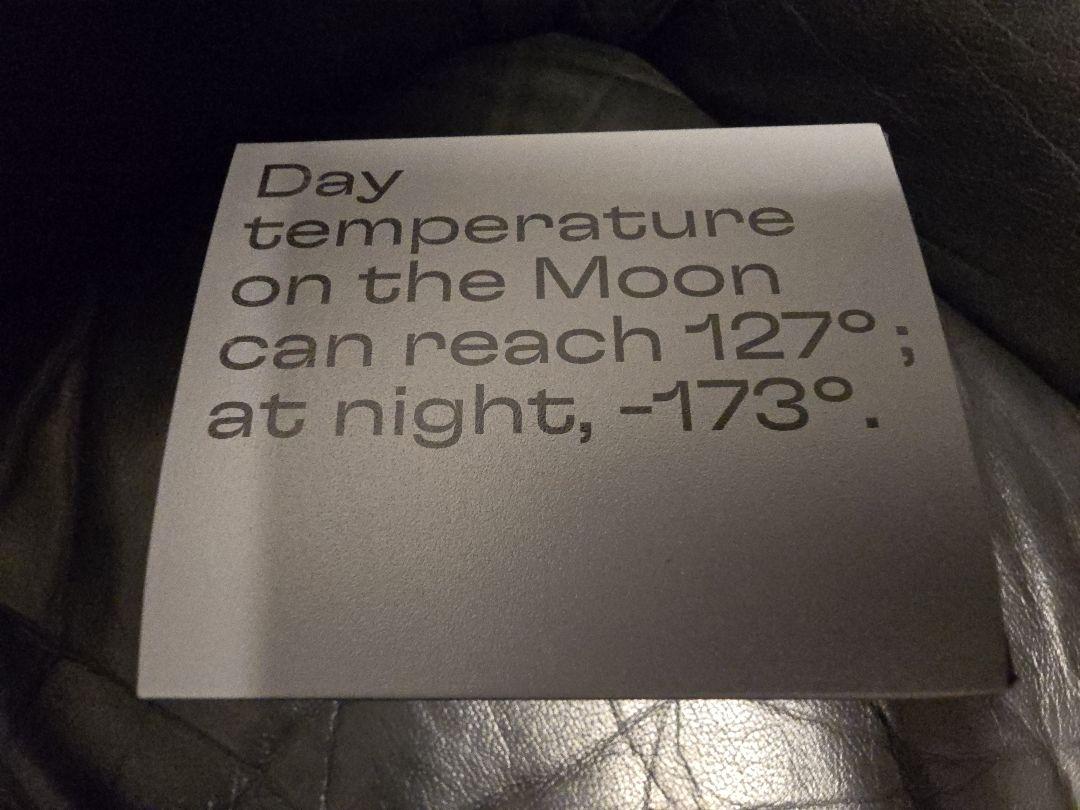 Day
temperature
on the Moon
can reach 127°;
at night, -173°.